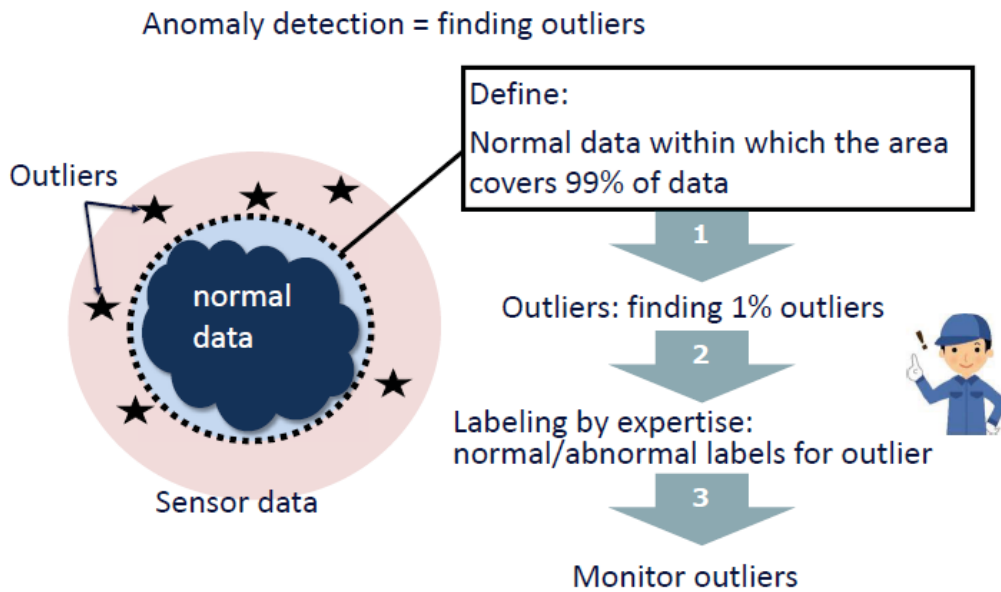 Anomaly detection = finding outliers
Define:
Normal data within which the area
covers 99% of data
Outliers
normal
data
Sensor data
1
Outliers: finding 1% outliers
2
Labeling by expertise:
normal/abnormal labels for outlier
3
Monitor outliers
!